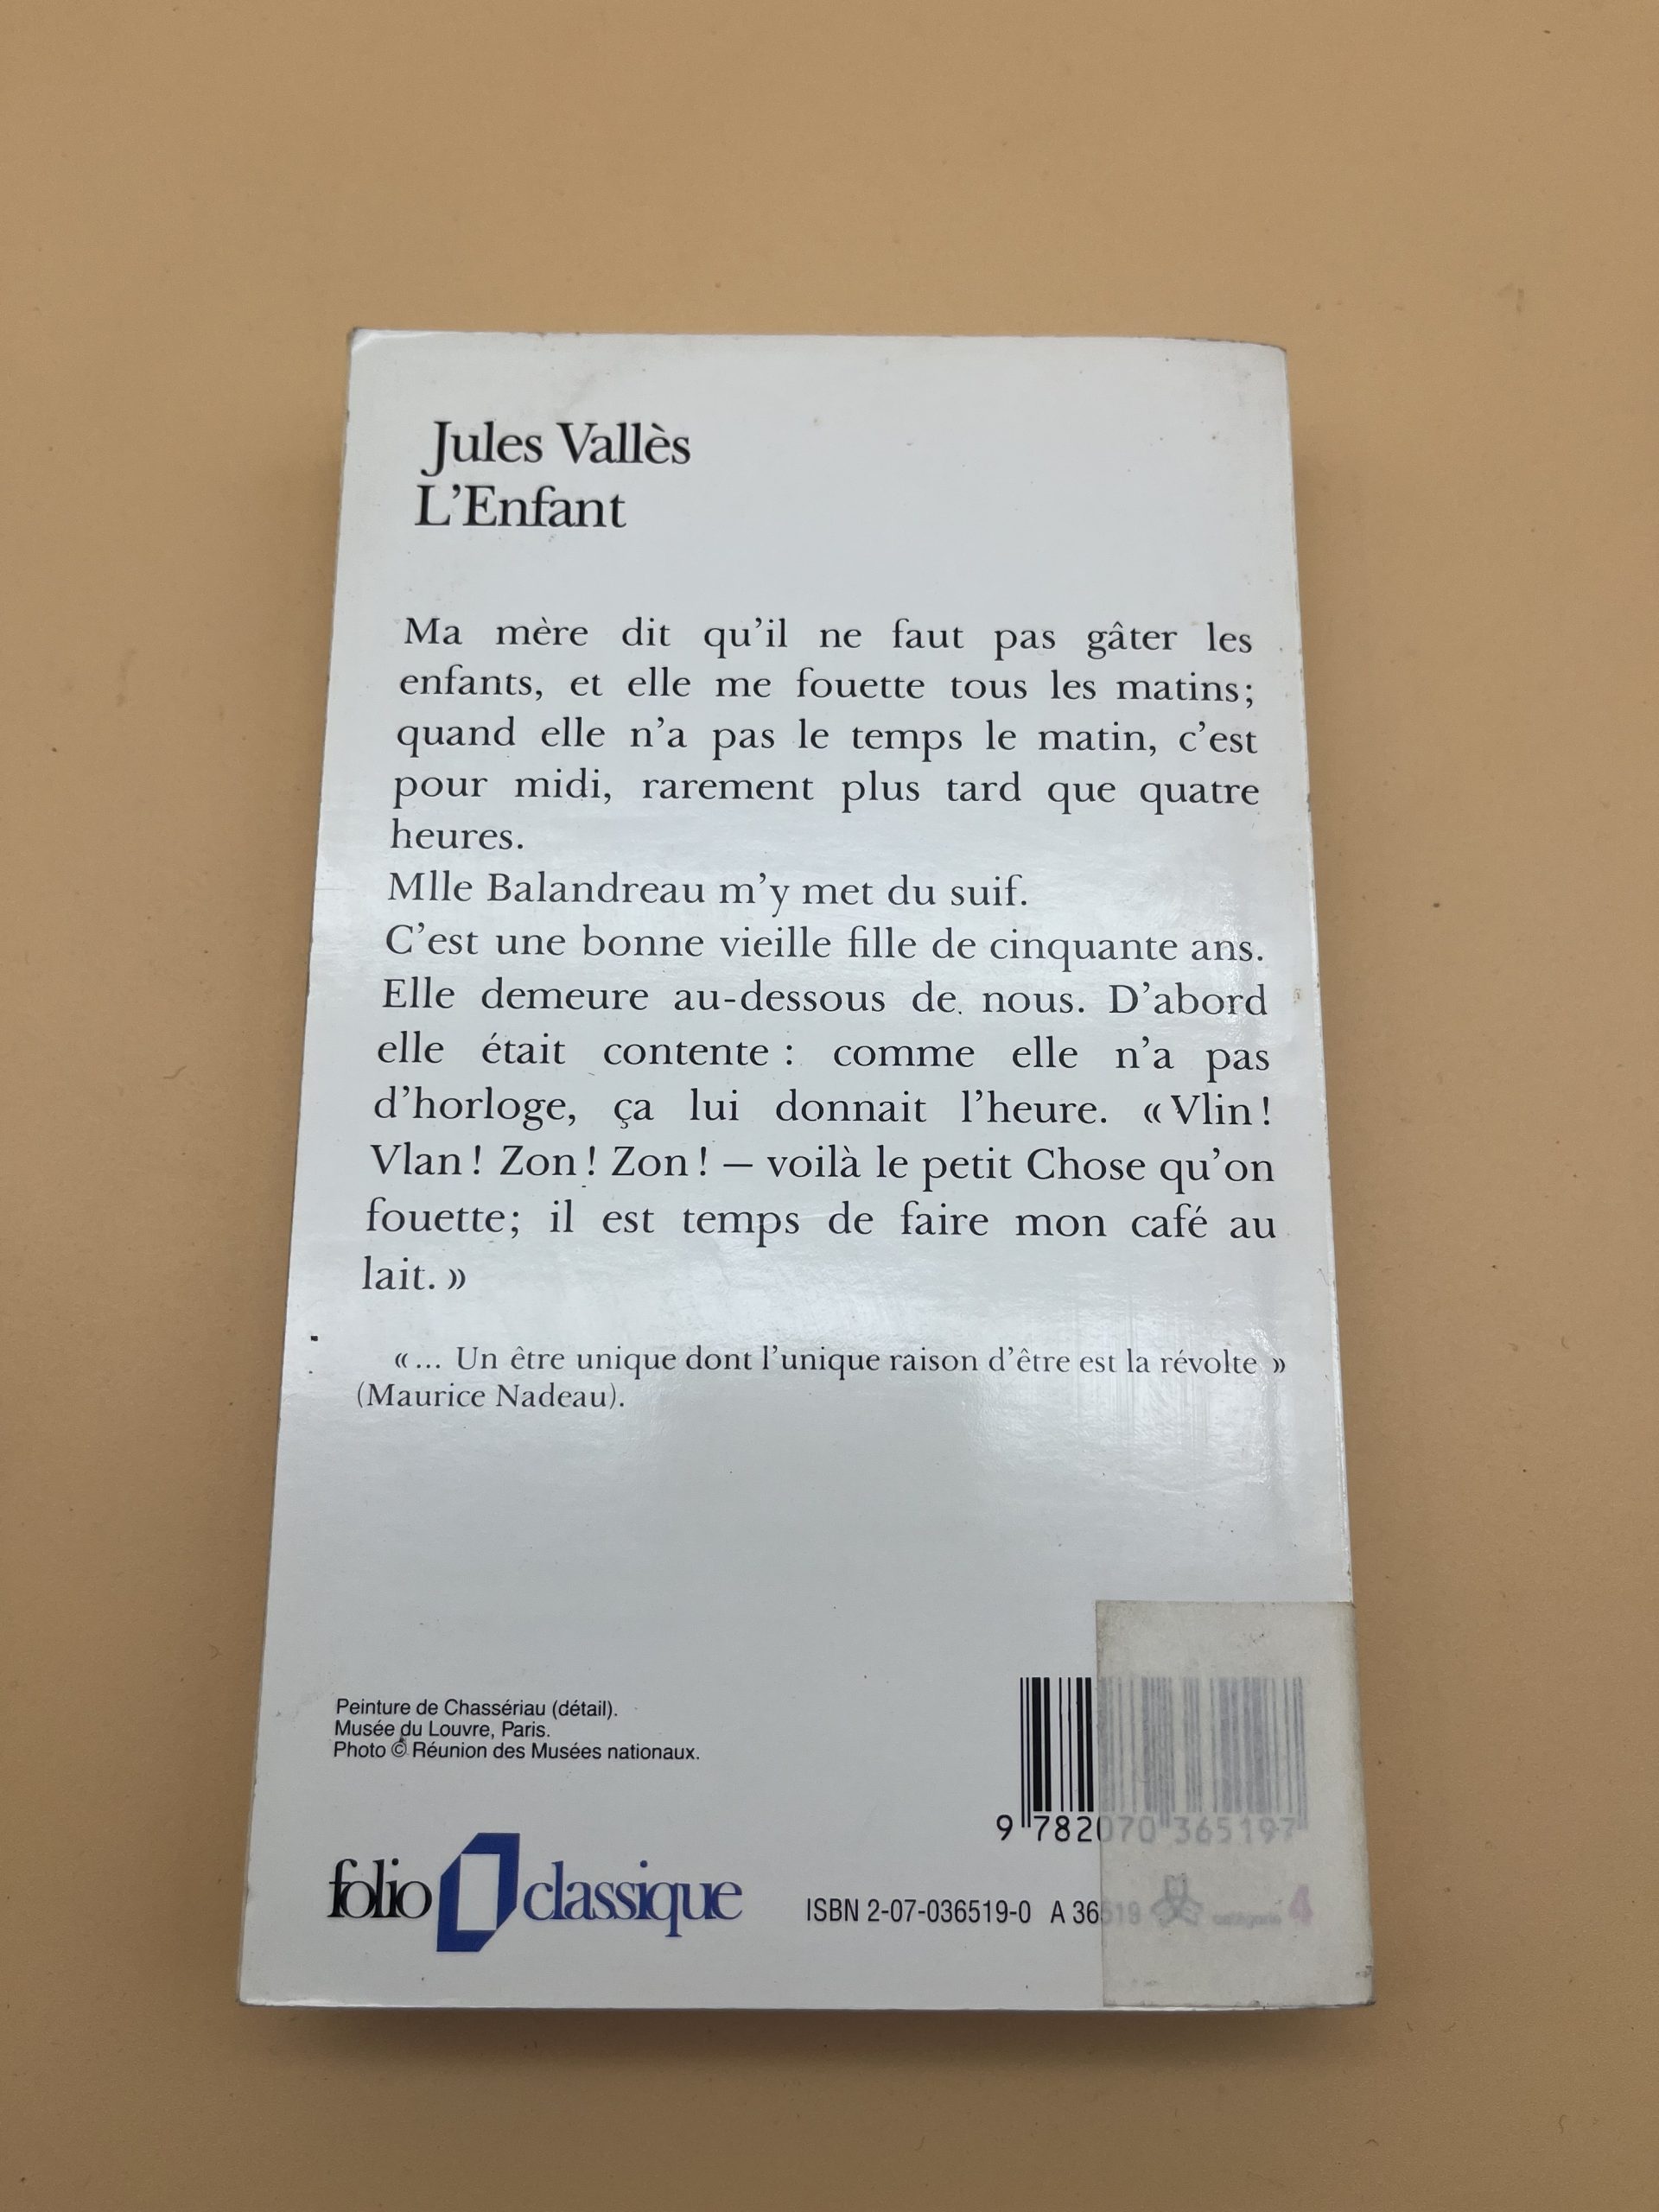 Jules Vallès
L'Enfant
Ma mère dit qu'il ne faut pas gâter les
enfants, et elle me fouette tous les matins;
quand elle n'a pas le temps le matin, c'est
pour midi, rarement plus tard que quatre
heures.
Mlle Balandreau m'y met du suif.
C'est une bonne vieille fille de cinquante ans.
Elle demeure au-dessous de nous. D'abord
elle était contente : comme elle n'a pas
d'horloge, ça lui donnait l'heure. « Vlin !
Vlan ! Zon ! Zon ! — voilà le petit Chose qu'on
fouette; il est temps de faire mon café au
lait. »
«... Un être unique dont l'unique raison d'être est la révolte »
(Maurice Nadeau).
Peinture de Chassériau (détail).
Musée du Louvre, Paris.
Photo © Réunion des Musées nationaux.
9 782070 365197
folio classique
ISBN 2-07-036519-0 A 36519 catégorie 4